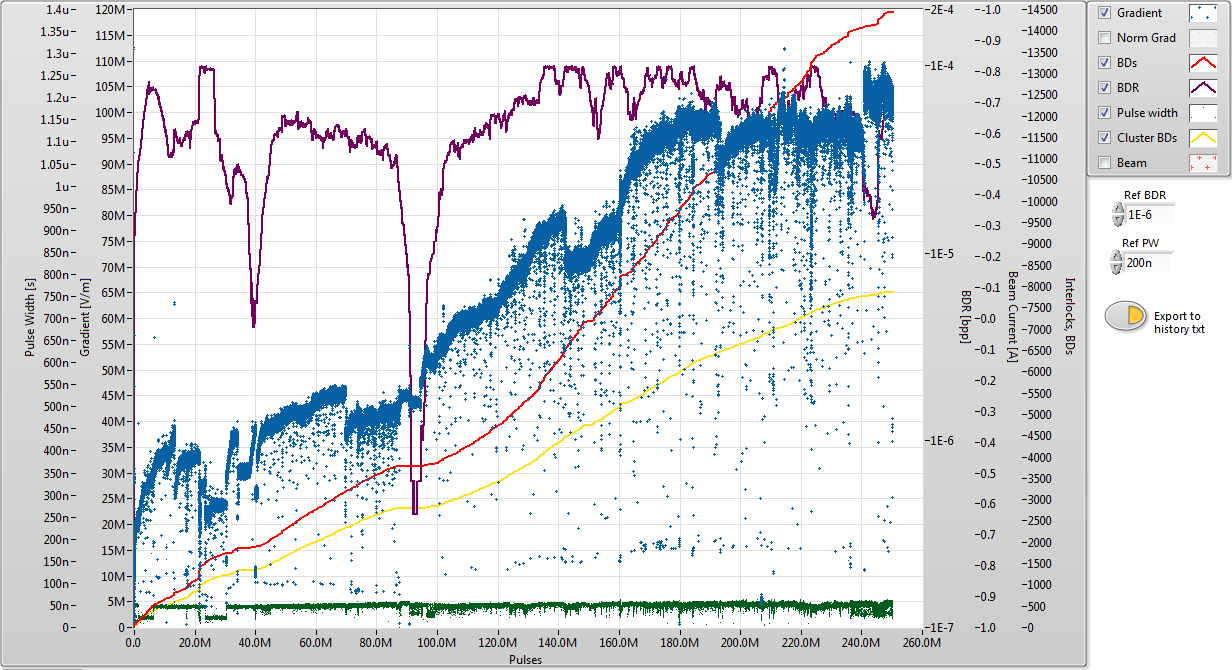 1.4u
1.3u
1.3u
1.25u
1.2u
1.15u
1.1u
1.05u
1u
950n
900n
850n
800n
750n
700n
650n
600n
550n
500n
450n
400n
350n
300n
250n
200n
150n
100n
50n
0
Pulse Width [s]
120M
115M
110M
105M
100M
95M
90M
85M
80M
75M
70M
65M
60M
55M
50M
45M
40M
35M
30M
25M
20M
15M
10M
5M
0
Gradient [V/m]
0.0
20.0M
40.0M
60.0M
80.0M
100.0M
120.0M
140.0M
160.0M
180.0M
200.0M
220.0M
240.0M
260.0M
Pulses
2E-4
1E-4
1E-5
1E-6
1E-7
BDR [bpp]
-1.0
-0.9
-0.8
-0.7
-0.6
-0.5
-0.4
-0.3
-0.2
-0.1
-0.0
-0.1
-0.2
-0.3
-0.4
-0.5
-0.6
-0.7
-0.8
-0.9
-1.0
Beam Current [A]
14500
14000
13500
13000
12500
12000
11500
11000
10500
10000
9500
9000
8500
8000
7500
7000
6500
6000
5500
5000
4500
4000
3500
3000
2500
2000
1500
1000
500
0
Interlocks, BDs
Gradient
Norm Grad
BDs
BDR
Pulse width
Cluster BDs
Beam
Ref BDR
1E-6
Ref PW
200n
Export to
history txt